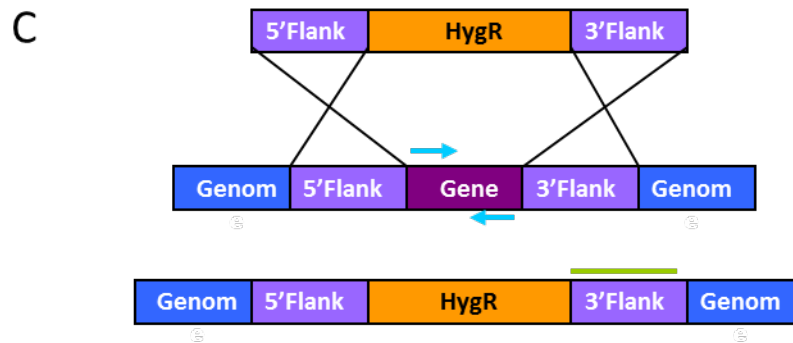 C
5'Flank HygR 3'Flank
Genom 5'Flank Gene 3'Flank Genom
e e
Genom 5'Flank HygR 3'Flank Genom
e e